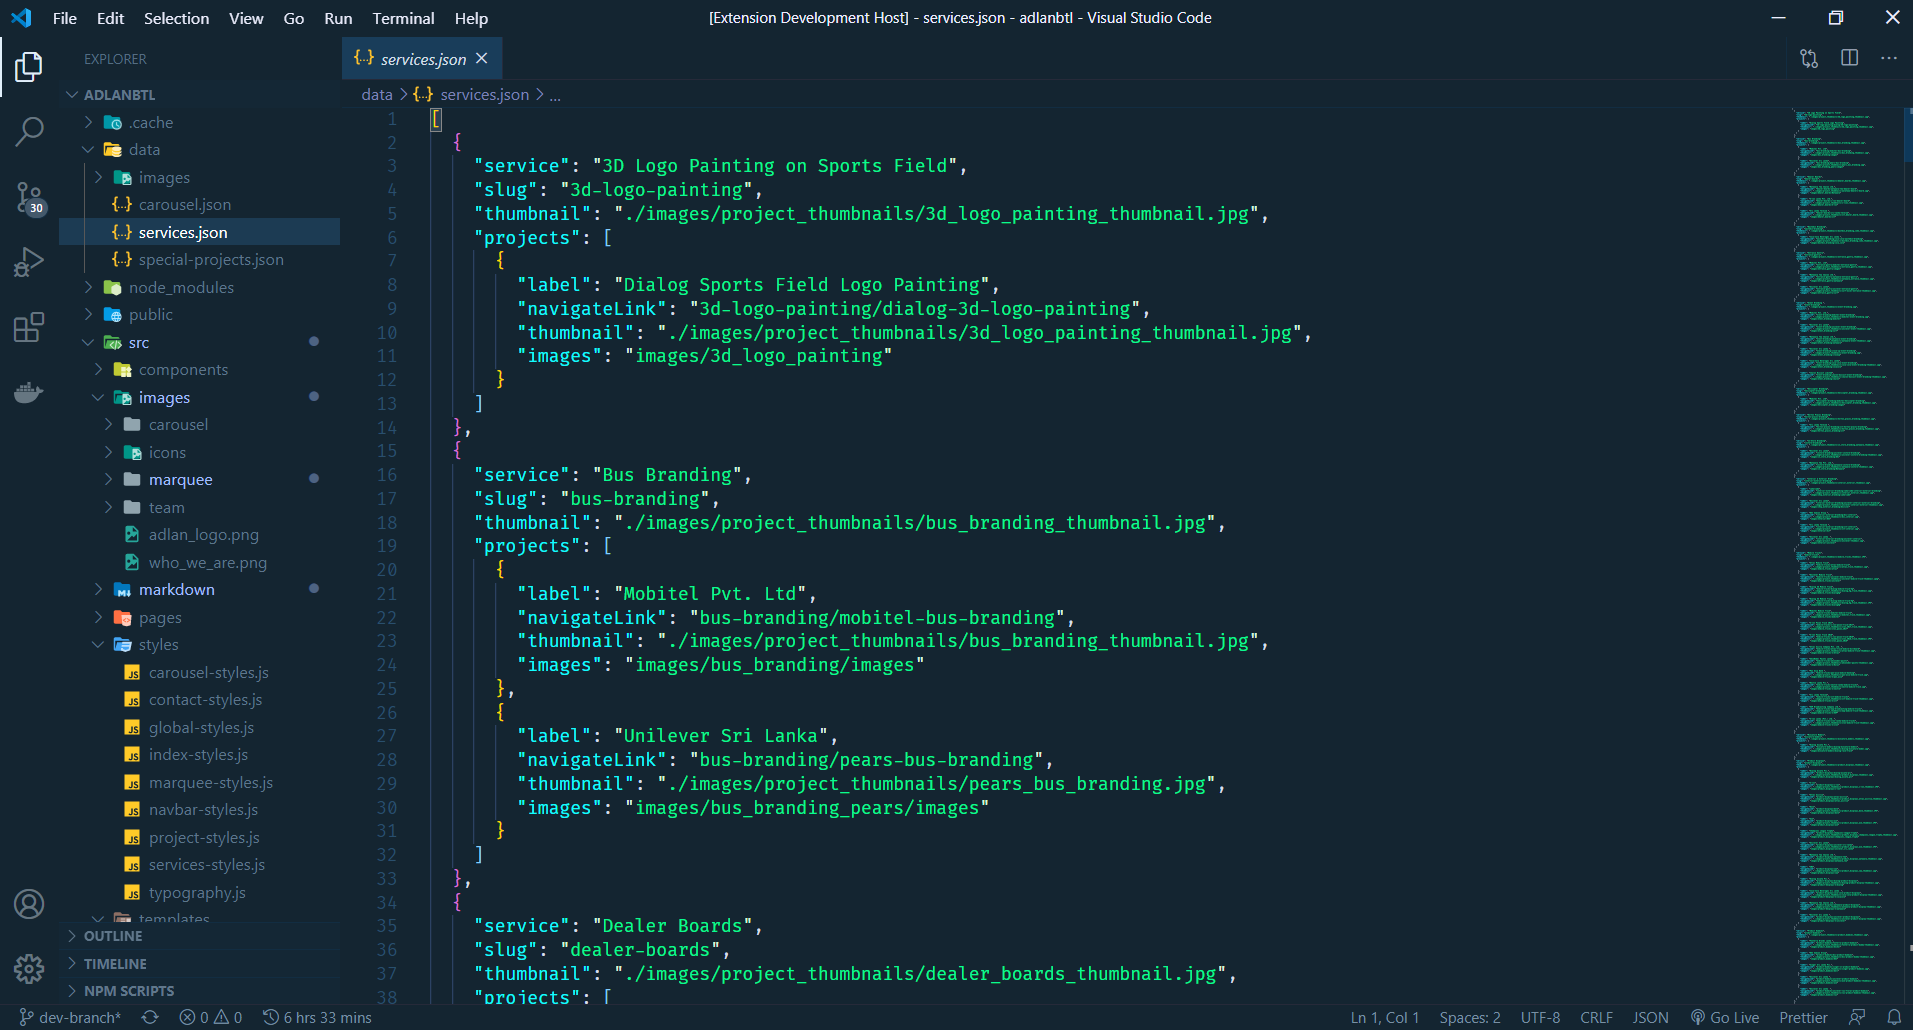 File Edit Selection View Go Run Terminal Help
[Extension Development Host] - services.json - adlanbtl - Visual Studio Code
EXPLORER
ADLANBTL
.cache
data
images
carousel.json
services.json
special-projects.json
node_modules
public
src
components
images
carousel
icons
marquee
team
adlan_logo.png
who_we_are.png
markdown
pages
styles
carousel-styles.js
contact-styles.js
global-styles.js
index-styles.js
marquee-styles.js
navbar-styles.js
project-styles.js
services-styles.js
typography.js
templates
OUTLINE
TIMELINE
NPM SCRIPTS
30
{..} services.json
data > {..} services.json > ...
1 [
2 {
3 "service": "3D Logo Painting on Sports Field",
4 "slug": "3d-logo-painting",
5 "thumbnail": "./images/project_thumbnails/3d_logo_painting_thumbnail.jpg",
6 "projects": [
7 {
8 "label": "Dialog Sports Field Logo Painting",
9 "navigateLink": "3d-logo-painting/dialog-3d-logo-painting",
10 "thumbnail": "./images/project_thumbnails/3d_logo_painting_thumbnail.jpg",
11 "images": "images/3d_logo_painting"
12 }
13 ]
14 },
15 {
16 "service": "Bus Branding",
17 "slug": "bus-branding",
18 "thumbnail": "./images/project_thumbnails/bus_branding_thumbnail.jpg",
19 "projects": [
20 {
21 "label": "Mobitel Pvt. Ltd",
22 "navigateLink": "bus-branding/mobitel-bus-branding",
23 "thumbnail": "./images/project_thumbnails/bus_branding_thumbnail.jpg",
24 "images": "images/bus_branding/images"
25 },
26 {
27 "label": "Unilever Sri Lanka",
28 "navigateLink": "bus-branding/pears-bus-branding",
29 "thumbnail": "./images/project_thumbnails/pears_bus_branding.jpg",
30 "images": "images/bus_branding_pears/images"
31 }
32 ]
33 },
34 {
35 "service": "Dealer Boards",
36 "slug": "dealer-boards",
37 "thumbnail": "./images/project_thumbnails/dealer_boards_thumbnail.jpg",
38 "projects": [
dev-branch* 0 0 6 hrs 33 mins
Ln 1, Col 1 Spaces: 2 UTF-8 CRLF JSON Go Live Prettier